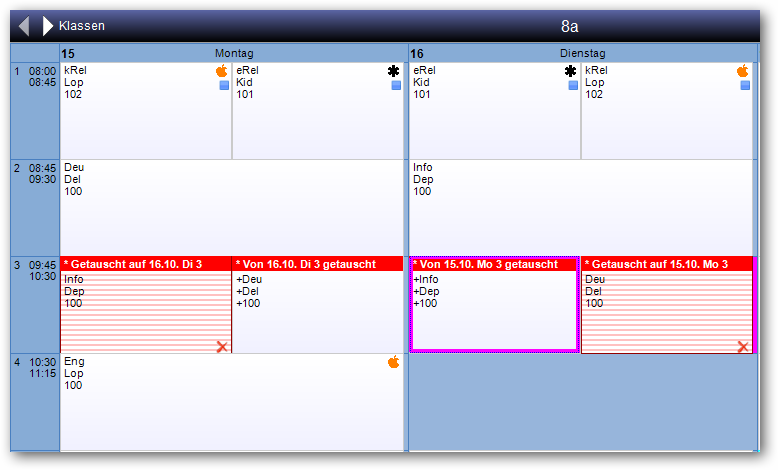 Klassen
8a
15 Montag
16 Dienstag
1 08:00
08:45
kRel
Lop
102
eRel
Kid
101
eRel
Kid
101
kRel
Lop
102
2 08:45
09:30
Deu
Del
100
Info
Dep
100
3 09:45
10:30
* Getauscht auf 16.10. Di 3
Info
Dep
100
* Von 16.10. Di 3 getauscht
+Deu
+Del
+100
* Von 15.10. Mo 3 getauscht
+Info
+Dep
+100
* Getauscht auf 15.10. Mo 3
Deu
Del
100
4 10:30
11:15
Eng
Lop
100